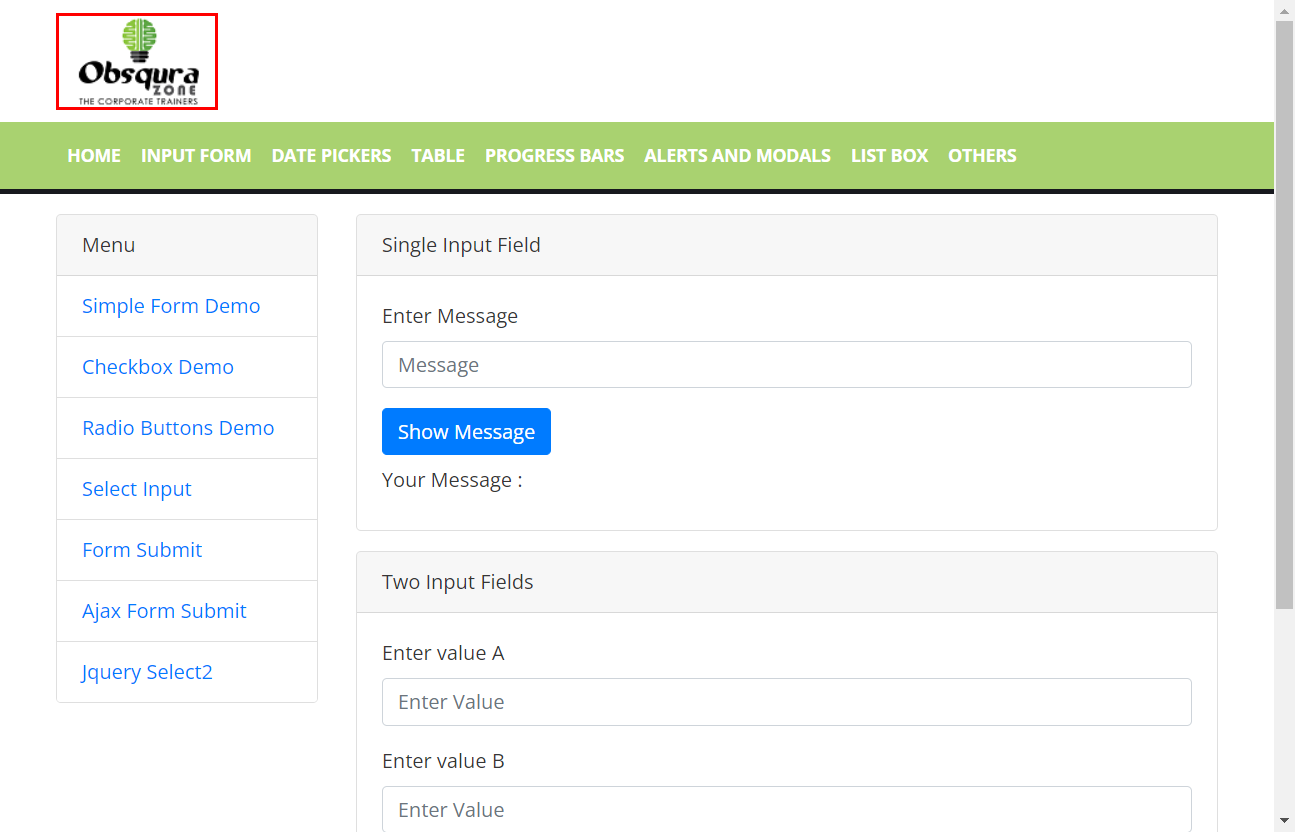 Obsqura
ZONE
THE CORPORATE TRAINERS
HOME INPUT FORM DATE PICKERS TABLE PROGRESS BARS ALERTS AND MODALS LIST BOX OTHERS
Menu
Simple Form Demo
Checkbox Demo
Radio Buttons Demo
Select Input
Form Submit
Ajax Form Submit
Jquery Select2
Single Input Field
Enter Message
Message
Show Message
Your Message :
Two Input Fields
Enter value A
Enter Value
Enter value B
Enter Value